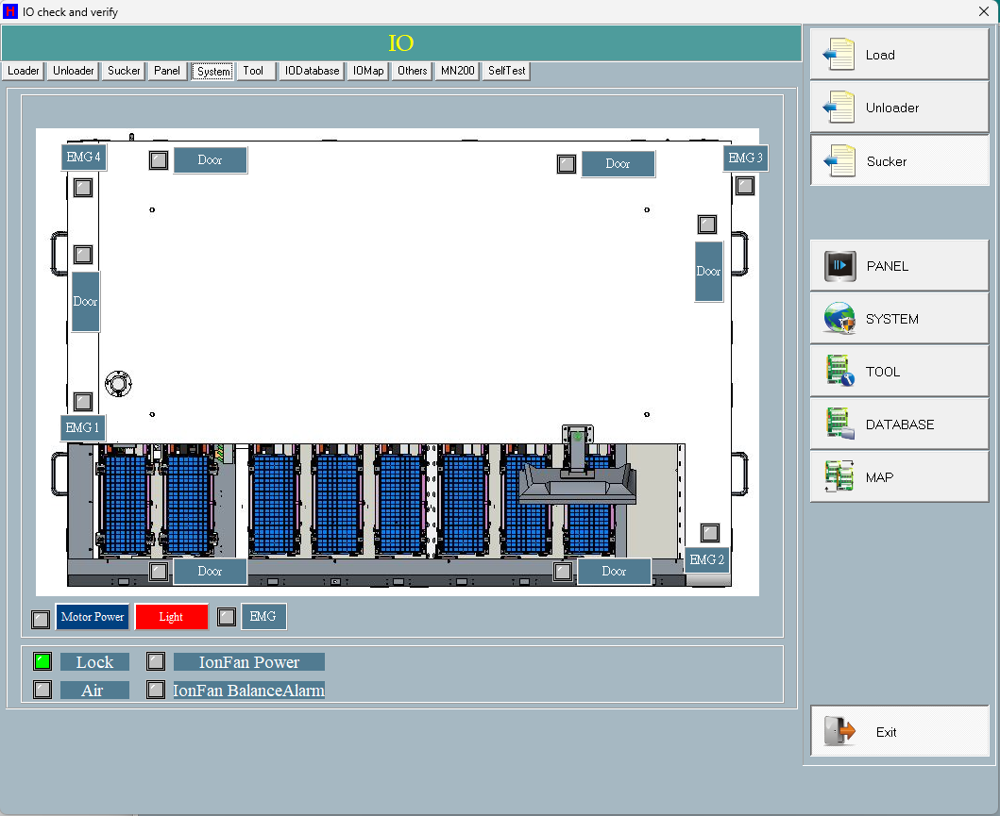 IO check and verify
IO
Loader Unloader Sucker Panel System Tool IODatabase IOMap Others MN200 SelfTest
Load
Unloader
Sucker
PANEL
SYSTEM
TOOL
DATABASE
MAP
Exit
EMG 4
Door
Door
EMG 3
Door
Door
EMG 1
EMG 2
Door
Door
Motor Power
Light
EMG
Lock
IonFan Power
Air
IonFan BalanceAlarm